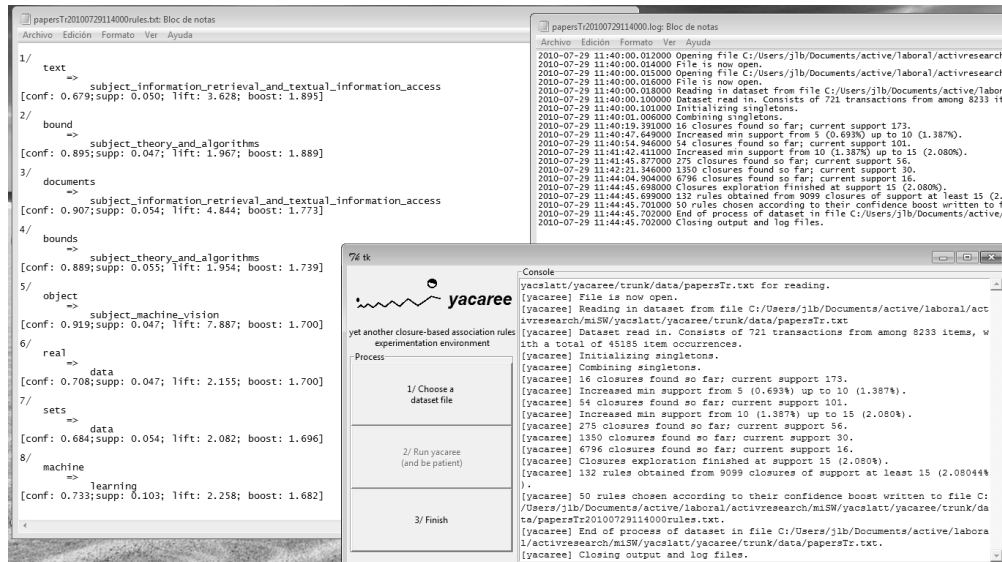 papersTr20100729114000rules.txt: Bloc de notas
Archivo Edición Formato Ver Ayuda
1/
text
=>
subject_information_retrieval_and_textual_information_access
[conf: 0.679;supp: 0.050; lift: 3.628; boost: 1.895]
2/
bound
=>
subject_theory_and_algorithms
[conf: 0.895;supp: 0.047; lift: 1.967; boost: 1.889]
3/
documents
=>
subject_information_retrieval_and_textual_information_access
[conf: 0.907;supp: 0.054; lift: 4.844; boost: 1.773]
4/
bounds
=>
subject_theory_and_algorithms
[conf: 0.889;supp: 0.055; lift: 1.954; boost: 1.739]
5/
object
=>
subject_machine_vision
[conf: 0.919;supp: 0.047; lift: 7.887; boost: 1.700]
6/
real
=>
data
[conf: 0.708;supp: 0.047; lift: 2.155; boost: 1.700]
7/
sets
=>
data
[conf: 0.684;supp: 0.054; lift: 2.082; boost: 1.696]
8/
machine
=>
learning
[conf: 0.733;supp: 0.103; lift: 2.258; boost: 1.682]
papersTr20100729114000.log: Bloc de notas
Archivo Edición Formato Ver Ayuda
2010-07-29 11:40:00.012000 Opening file C:/Users/jlb/Documents/active/laboral/activresearch
2010-07-29 11:40:00.014000 File is now open.
2010-07-29 11:40:00.015000 Opening file C:/Users/jlb/Documents/active/laboral/activresearch
2010-07-29 11:40:00.016000 File is now open.
2010-07-29 11:40:00.018000 Reading in dataset from file C:/Users/jlb/Documents/active/labor
2010-07-29 11:40:00.100000 Dataset read in. Consists of 721 transactions from among 8233 it
2010-07-29 11:40:00.101000 Initializing singletons.
2010-07-29 11:40:01.006000 Combining singletons.
2010-07-29 11:40:19.391000 16 closures found so far; current support 173.
2010-07-29 11:40:47.649000 Increased min support from 5 (0.693%) up to 10 (1.387%).
2010-07-29 11:40:54.946000 54 closures found so far; current support 101.
2010-07-29 11:41:42.411000 Increased min support from 10 (1.387%) up to 15 (2.080%).
2010-07-29 11:41:45.877000 275 closures found so far; current support 56.
2010-07-29 11:42:21.346000 1350 closures found so far; current support 30.
2010-07-29 11:44:04.904000 6796 closures found so far; current support 16.
2010-07-29 11:44:45.698000 Closures exploration finished at support 15 (2.080%).
2010-07-29 11:44:45.699000 132 rules obtained from 9099 closures of support at least 15 (2.
2010-07-29 11:44:45.701000 50 rules chosen according to their confidence boost written to f
2010-07-29 11:44:45.702000 End of process of dataset in file C:/Users/jlb/Documents/active/
2010-07-29 11:44:45.702000 Closing output and log files.
tk
yacaree
yet another closure-based association rules
experimentation environment
Process
1/ Choose a
dataset file
2/ Run yacaree
(and be patient)
3/ Finish
Console
yacslatt/yacaree/trunk/data/papersTr.txt for reading.
[yacaree] File is now open.
[yacaree] Reading in dataset from file C:/Users/jlb/Documents/active/laboral/act
ivresearch/miSW/yacslatt/yacaree/trunk/data/papersTr.txt
[yacaree] Dataset read in. Consists of 721 transactions from among 8233 items, w
ith a total of 45185 item occurrences.
[yacaree] Initializing singletons.
[yacaree] Combining singletons.
[yacaree] 16 closures found so far; current support 173.
[yacaree] Increased min support from 5 (0.693%) up to 10 (1.387%).
[yacaree] 54 closures found so far; current support 101.
[yacaree] Increased min support from 10 (1.387%) up to 15 (2.080%).
[yacaree] 275 closures found so far; current support 56.
[yacaree] 1350 closures found so far; current support 30.
[yacaree] 6796 closures found so far; current support 16.
[yacaree] Closures exploration finished at support 15 (2.080%).
[yacaree] 132 rules obtained from 9099 closures of support at least 15 (2.08044%
).
[yacaree] 50 rules chosen according to their confidence boost written to file C:
/Users/jlb/Documents/active/laboral/activresearch/miSW/yacslatt/yacaree/trunk/da
ta/papersTr20100729114000rules.txt.
[yacaree] End of process of dataset in file C:/Users/jlb/Documents/active/labora
l/activresearch/miSW/yacslatt/yacaree/trunk/data/papersTr.txt.
[yacaree] Closing output and log files.